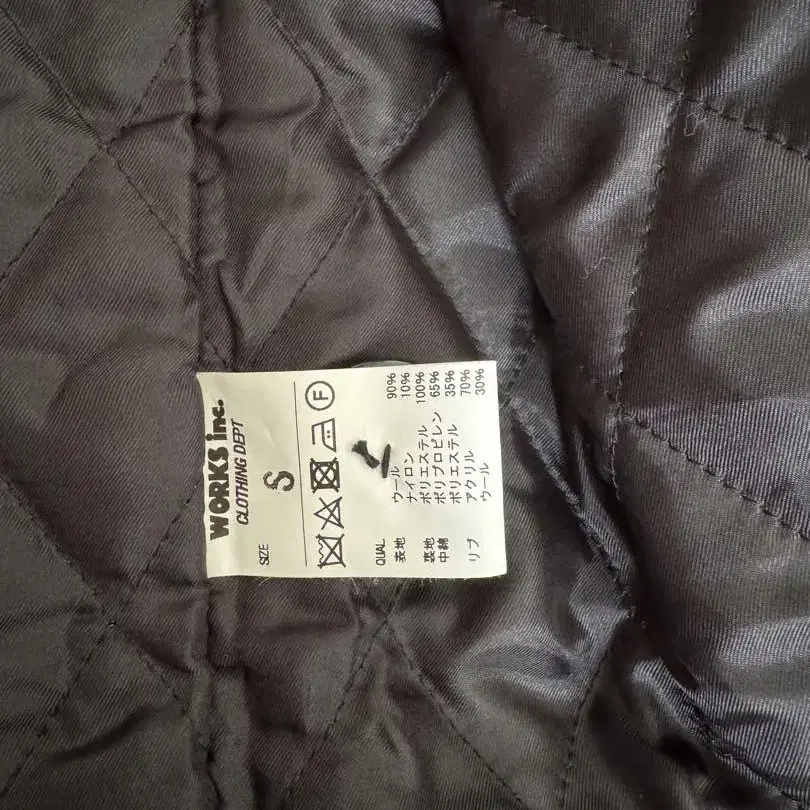 WORKS inc.
CLOTHING DEPT
SIZE S
F
QUAL
表地 ウール 90%
ナイロン 10%
裏地 ポリエステル 100%
中綿 ポリプロピレン 65%
ポリエステル 35%
リブ アクリル 70%
ウール 30%